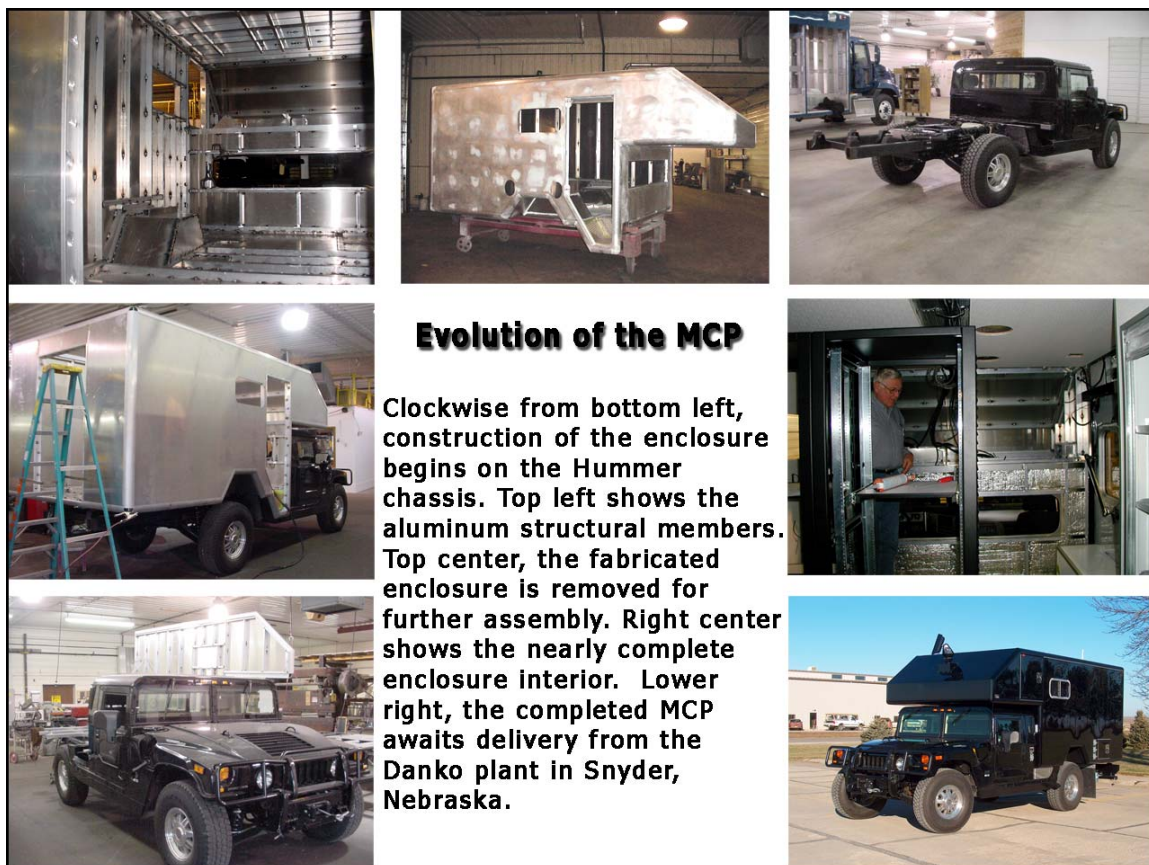 Evolution of the MCP
Clockwise from bottom left,
construction of the enclosure
begins on the Hummer
chassis. Top left shows the
aluminum structural members.
Top center, the fabricated
enclosure is removed for
further assembly. Right center
shows the nearly complete
enclosure interior. Lower
right, the completed MCP
awaits delivery from the
Danko plant in Snyder,
Nebraska.